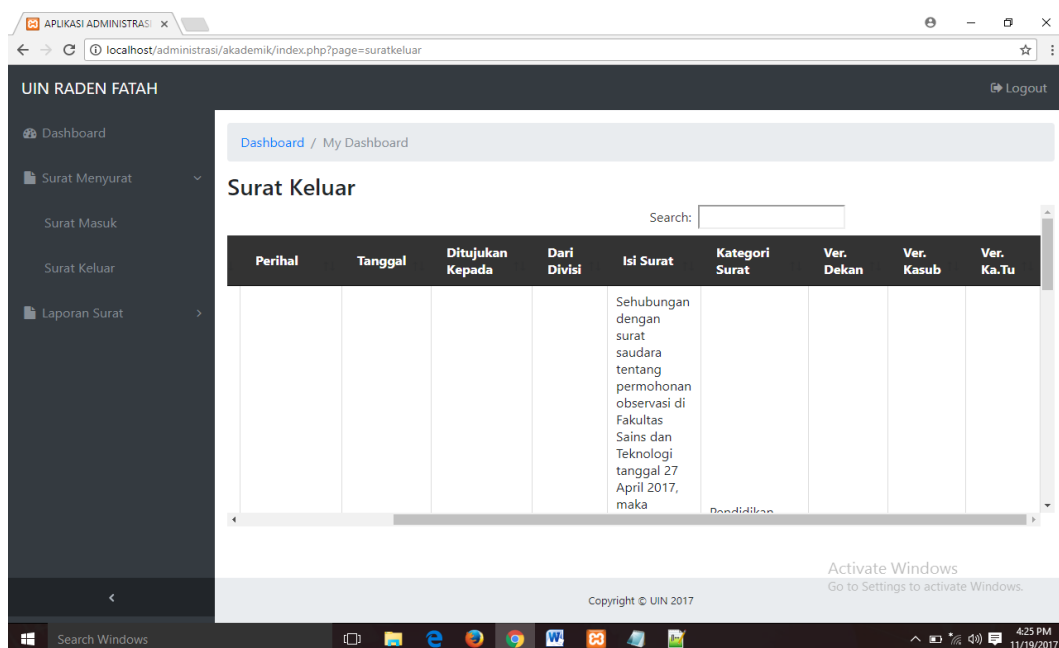 APLIKASI ADMINISTRASI
localhost/administrasi/akademik/index.php?page=suratkeluar
UIN RADEN FATAH
Logout
Dashboard
Surat Menyurat
Surat Masuk
Surat Keluar
Laporan Surat
Dashboard / My Dashboard
Surat Keluar
Search:
Perihal
Tanggal
Ditujukan
Kepada
Dari
Divisi
Isi Surat
Kategori
Surat
Ver.
Dekan
Ver.
Kasub
Ver.
Ka.Tu
Sehubungan
dengan
surat
saudara
tentang
permohonan
observasi di
Fakultas
Sains dan
Teknologi
tanggal 27
April 2017,
maka
Pendidikan
Activate Windows
Go to Settings to activate Windows.
Copyright © UIN 2017
Search Windows
4:25 PM
11/19/2017